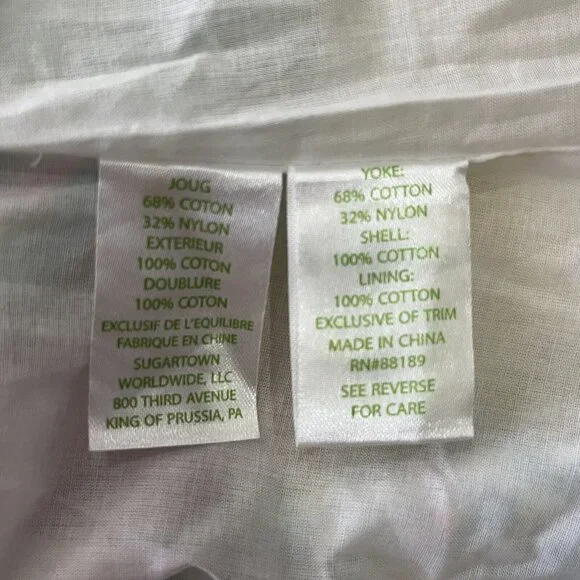 JOUG
68% COTON
32% NYLON
EXTERIEUR
100% COTON
DOUBLURE
100% COTON
EXCLUSIF DE L'EQUILIBRE
FABRIQUE EN CHINE
SUGARTOWN
WORLDWIDE, LLC
800 THIRD AVENUE
KING OF PRUSSIA, PA
YOKE:
68% COTTON
32% NYLON
SHELL:
100% COTTON
LINING:
100% COTTON
EXCLUSIVE OF TRIM
MADE IN CHINA
RN#88189
SEE REVERSE
FOR CARE